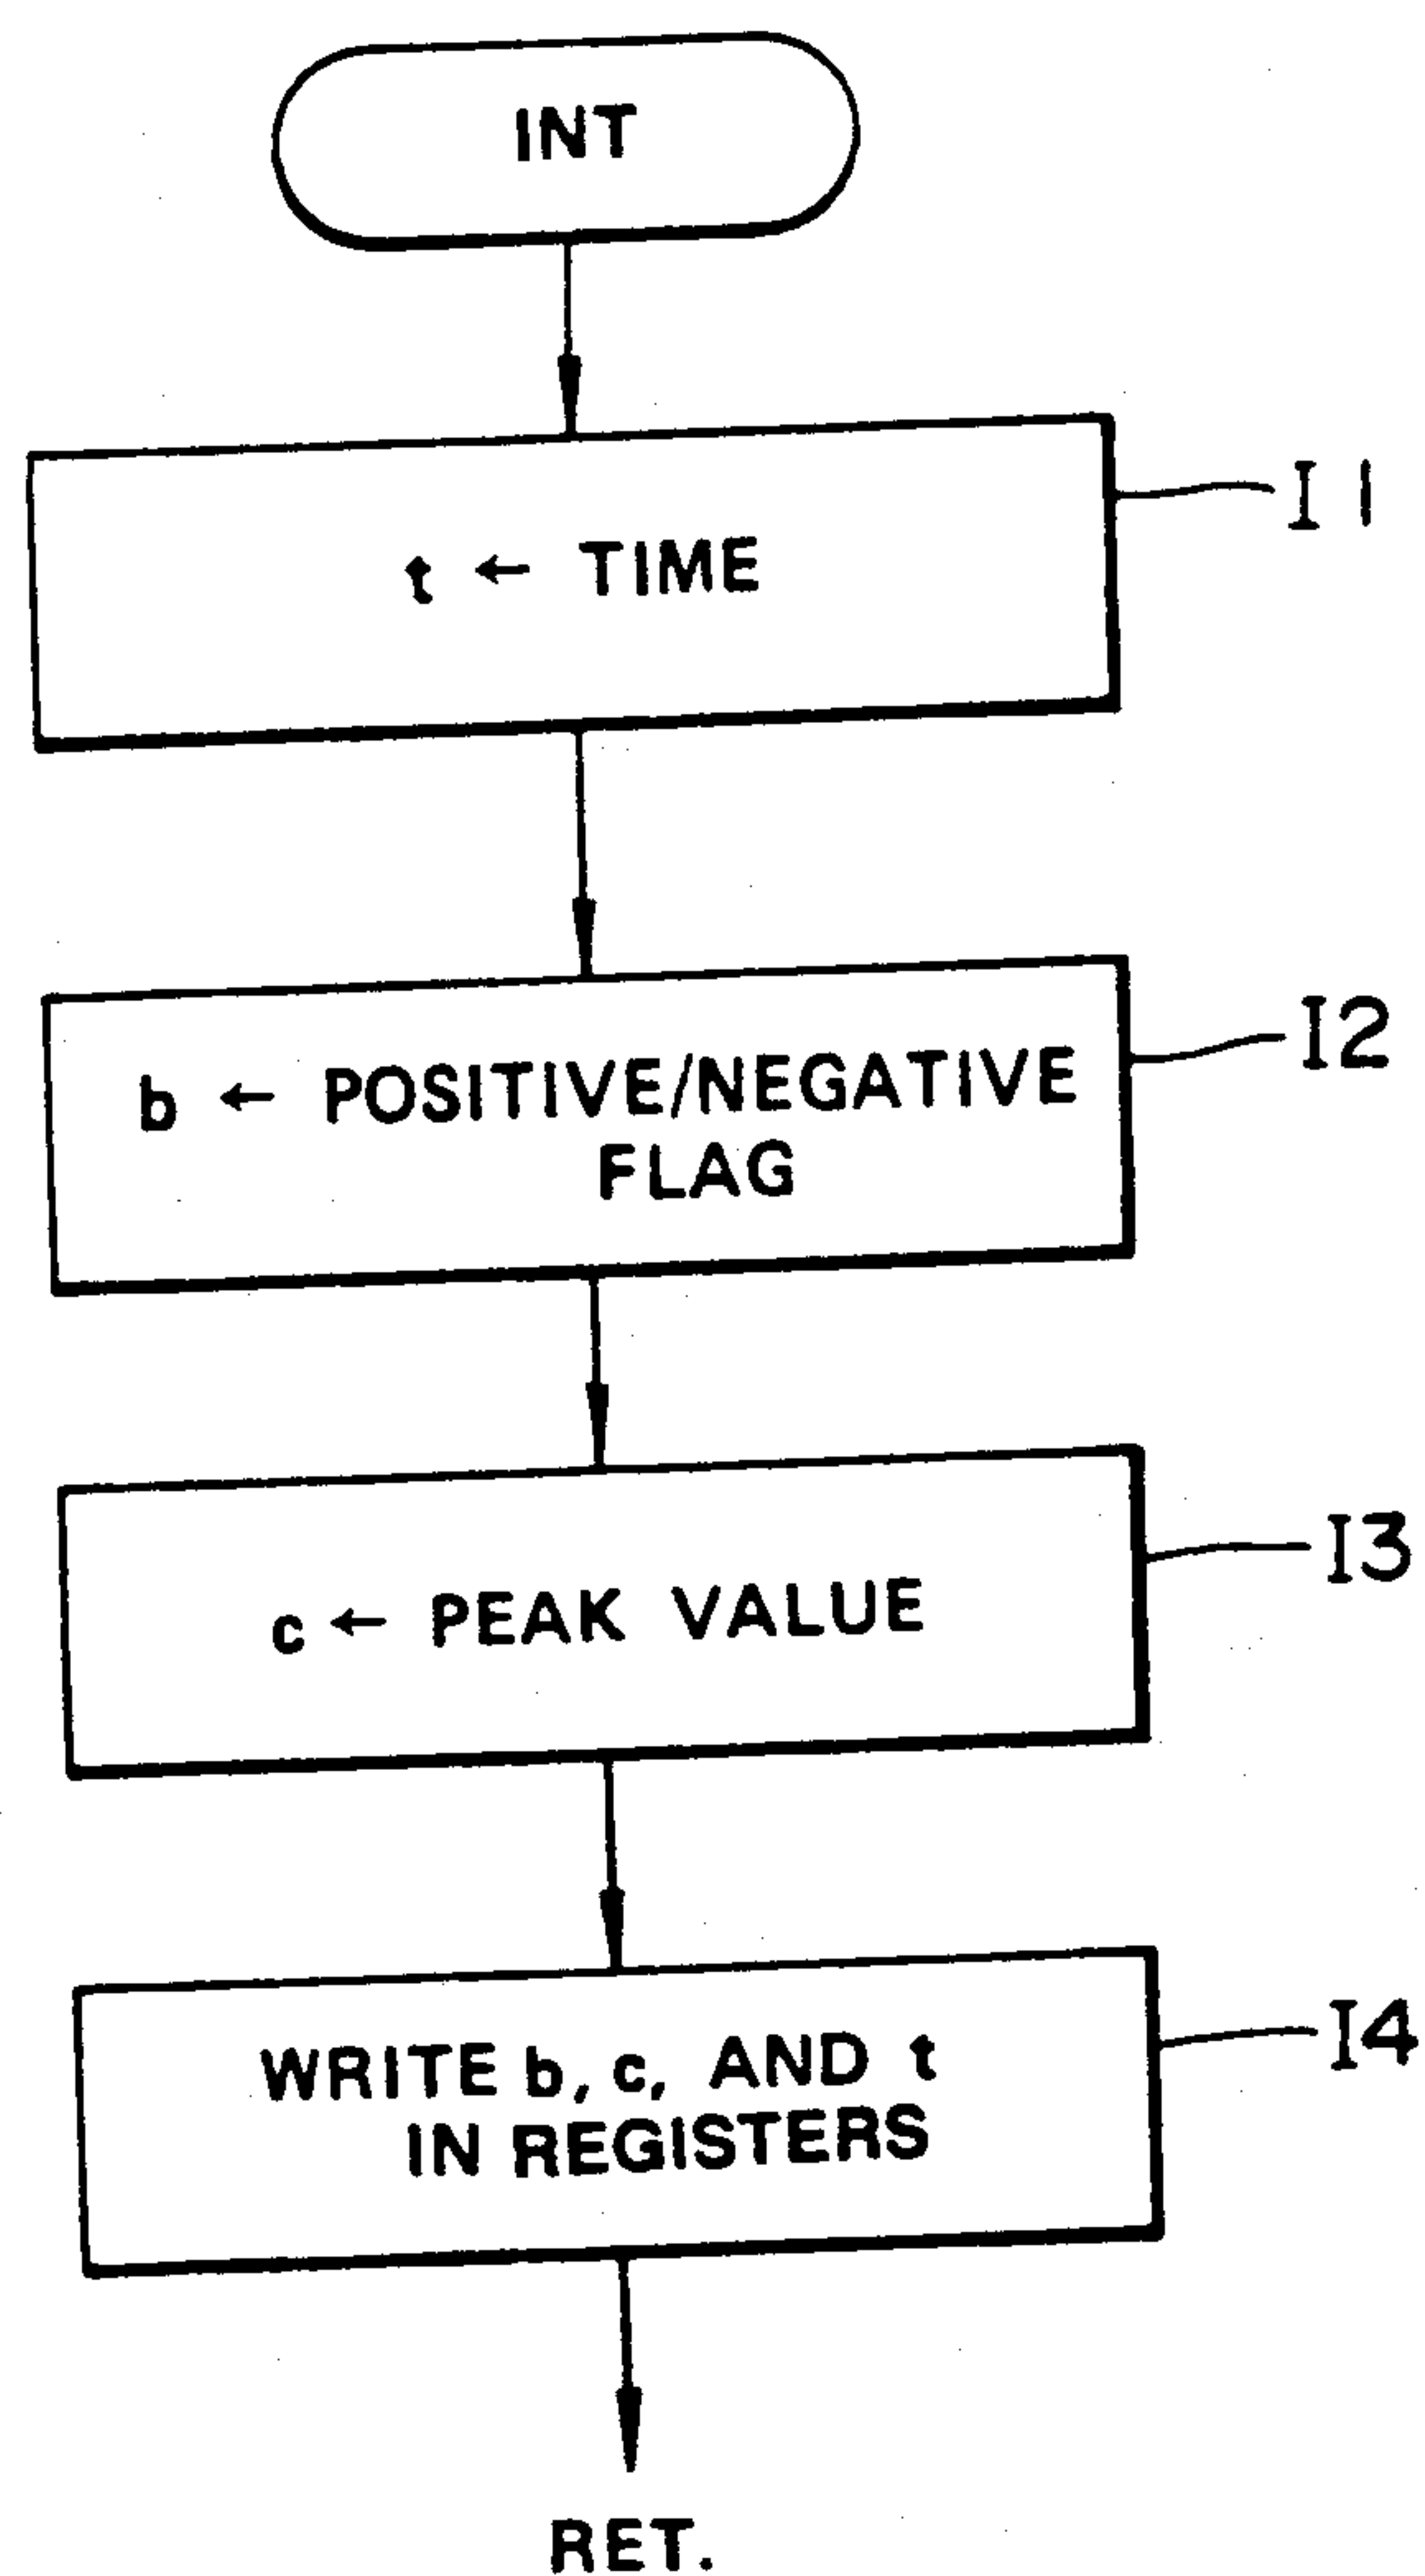 INT
t ← TIME
I1
b ← POSITIVE/NEGATIVE
FLAG
I2
c ← PEAK VALUE
I3
WRITE b, c, AND t
IN REGISTERS
I4
RET.